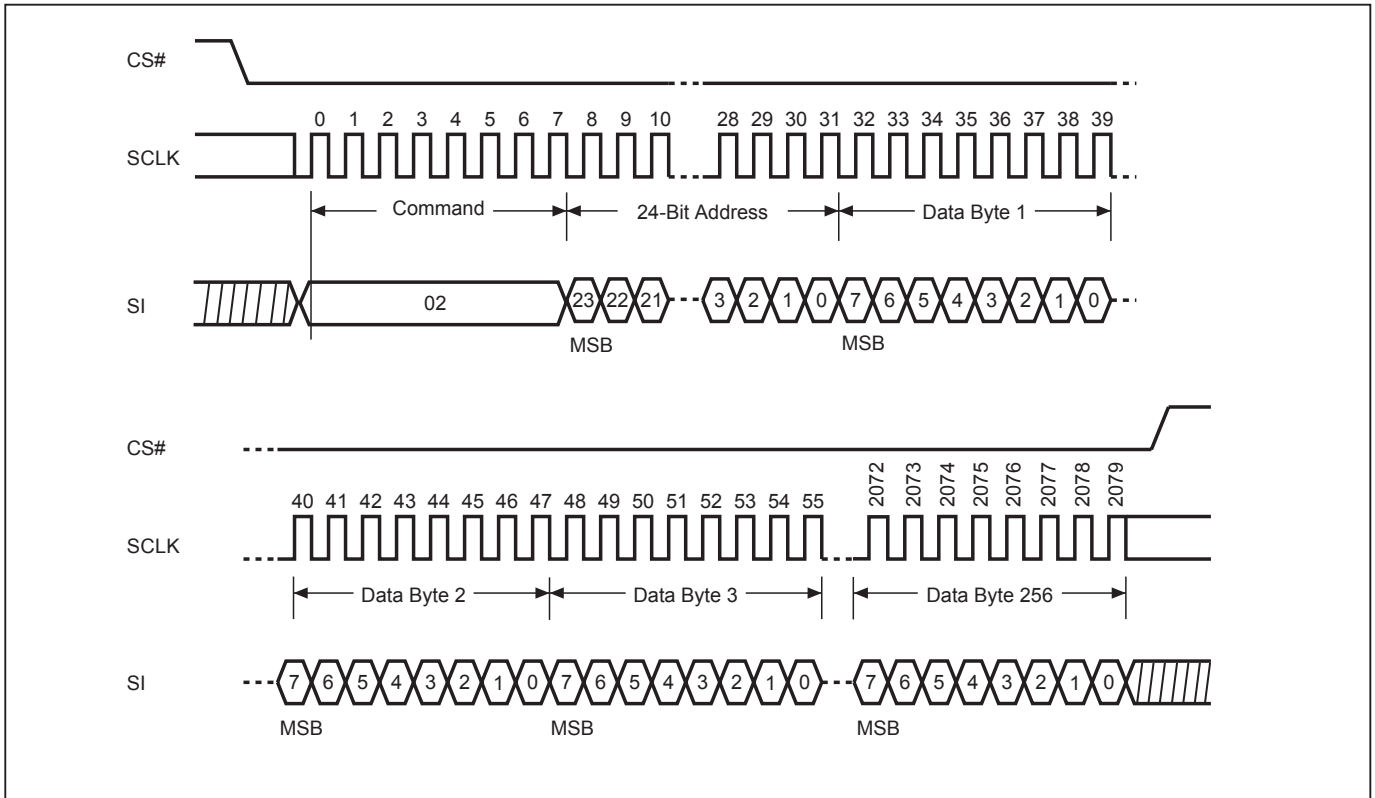 CS#
0 1 2 3 4 5 6 7 8 9 10 28 29 30 31 32 33 34 35 36 37 38 39
SCLK
Command 24-Bit Address Data Byte 1
SI 02 23 22 21 3 2 1 0 7 6 5 4 3 2 1 0
MSB MSB
CS#
2072 2073 2074 2075 2076 2077 2078 2079
40 41 42 43 44 45 46 47 48 49 50 51 52 53 54 55
SCLK
Data Byte 2 Data Byte 3 Data Byte 256
SI 7 6 5 4 3 2 1 0 7 6 5 4 3 2 1 0 7 6 5 4 3 2 1 0
MSB MSB MSB